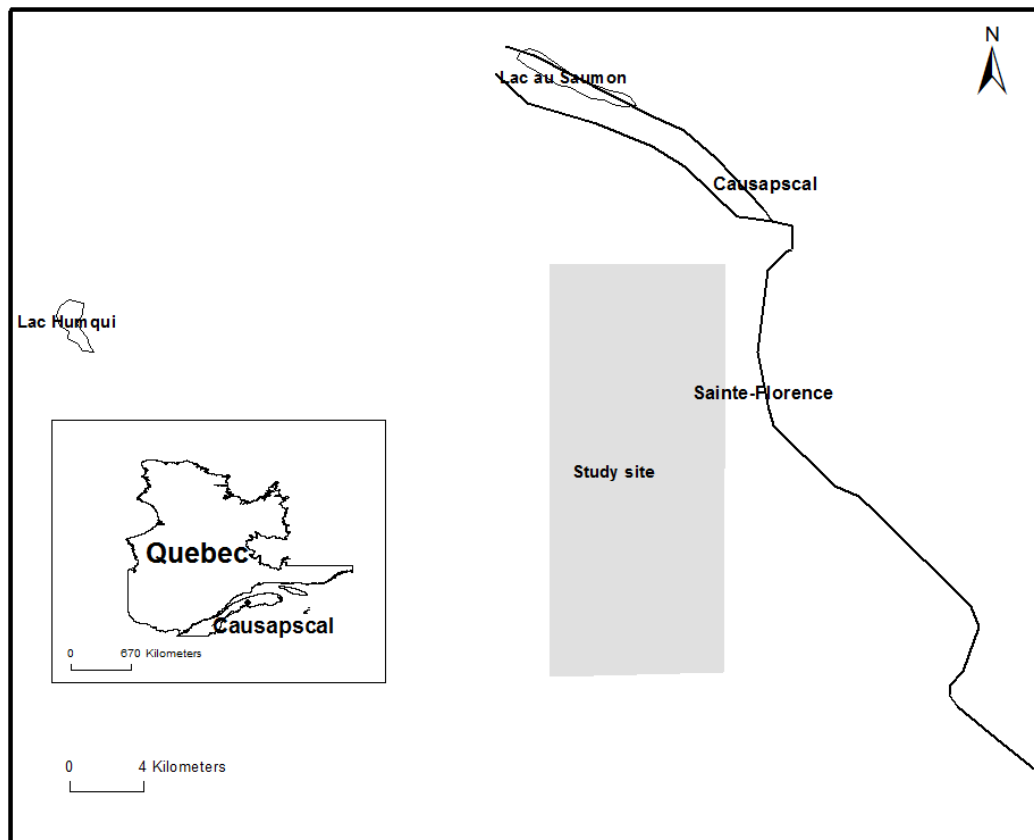 N
Lac au Saumon
Causapscal
Lac Humqui
Sainte-Florence
Study site
Quebec
Causapscal
0 670 Kilometers
0 4 Kilometers